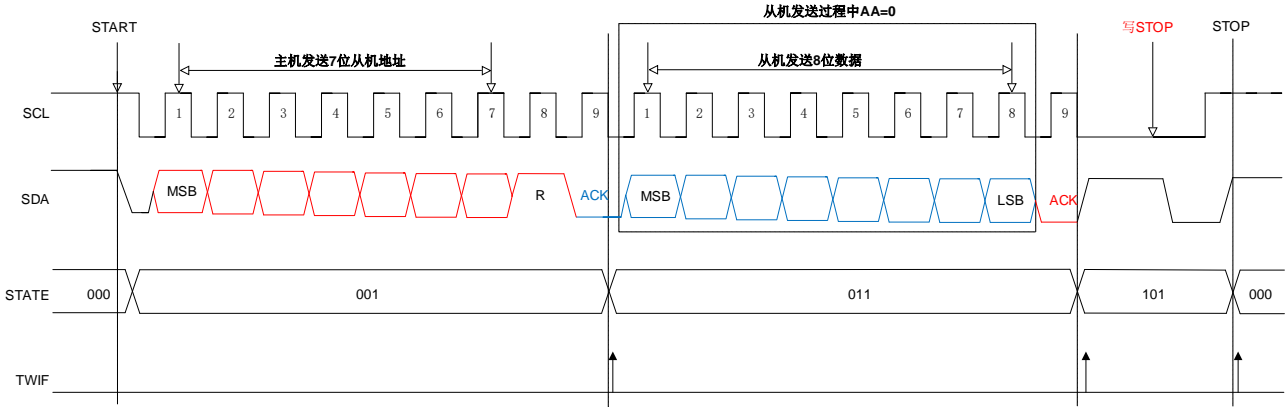 从机发送过程中AA=0
START
写STOP
STOP
主机发送7位从机地址
从机发送8位数据
SCL 1 2 3 4 5 6 7 8 9 1 2 3 4 5 6 7 8 9
SDA MSB R ACK MSB LSB ACK
STATE 000 001 011 101 000
TWIF